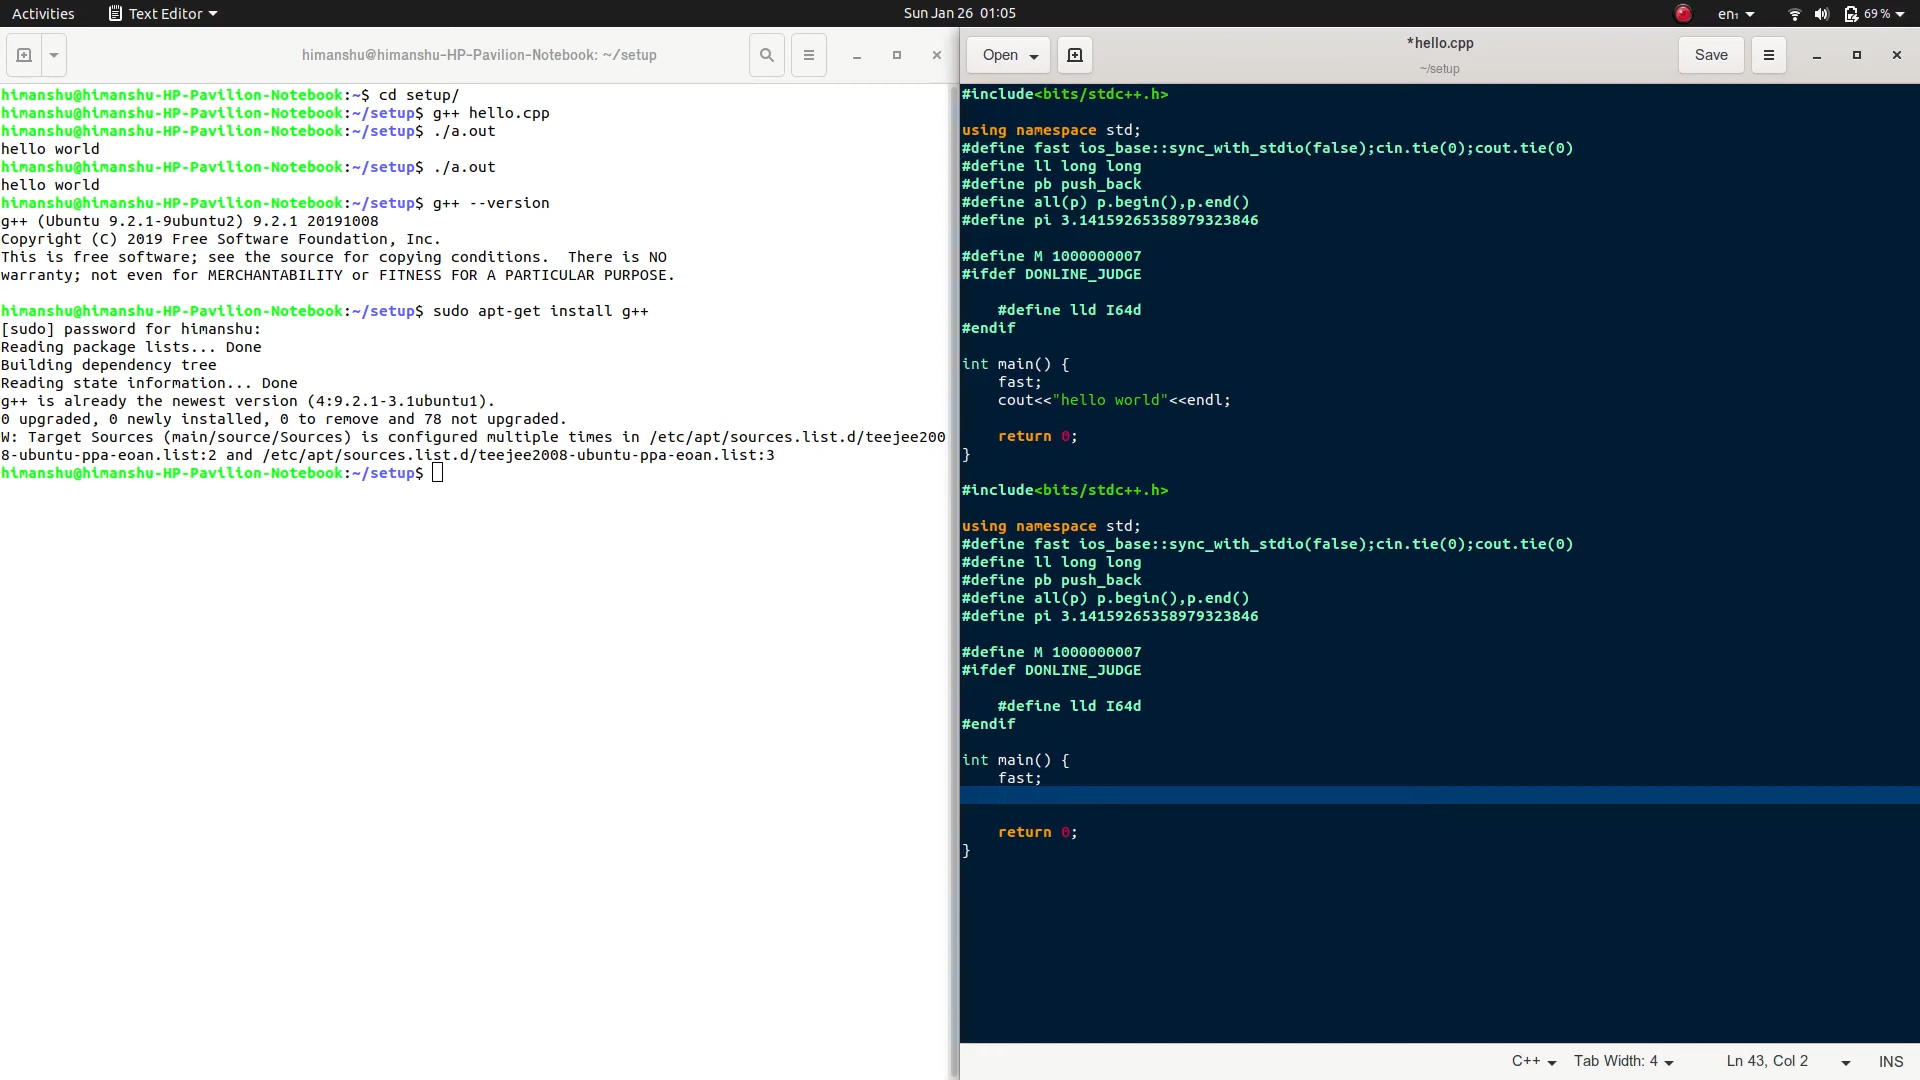 Activities Text Editor Sun Jan 26 01:05 en₁ 69 %
himanshu@himanshu-HP-Pavilion-Notebook: ~/setup
himanshu@himanshu-HP-Pavilion-Notebook:~$ cd setup/
himanshu@himanshu-HP-Pavilion-Notebook:~/setup$ g++ hello.cpp
himanshu@himanshu-HP-Pavilion-Notebook:~/setup$ ./a.out
hello world
himanshu@himanshu-HP-Pavilion-Notebook:~/setup$ ./a.out
hello world
himanshu@himanshu-HP-Pavilion-Notebook:~/setup$ g++ --version
g++ (Ubuntu 9.2.1-9ubuntu2) 9.2.1 20191008
Copyright (C) 2019 Free Software Foundation, Inc.
This is free software; see the source for copying conditions.  There is NO
warranty; not even for MERCHANTABILITY or FITNESS FOR A PARTICULAR PURPOSE.
himanshu@himanshu-HP-Pavilion-Notebook:~/setup$ sudo apt-get install g++
[sudo] password for himanshu:
Reading package lists... Done
Building dependency tree
Reading state information... Done
g++ is already the newest version (4:9.2.1-3.1ubuntu1).
0 upgraded, 0 newly installed, 0 to remove and 78 not upgraded.
W: Target Sources (main/source/Sources) is configured multiple times in /etc/apt/sources.list.d/teejee200
8-ubuntu-ppa-eoan.list:2 and /etc/apt/sources.list.d/teejee2008-ubuntu-ppa-eoan.list:3
himanshu@himanshu-HP-Pavilion-Notebook:~/setup$
Open *hello.cpp Save
~/setup
#include<bits/stdc++.h>
using namespace std;
#define fast ios_base::sync_with_stdio(false);cin.tie(0);cout.tie(0)
#define ll long long
#define pb push_back
#define all(p) p.begin(),p.end()
#define pi 3.14159265358979323846
#define M 1000000007
#ifdef DONLINE_JUDGE
    #define lld I64d
#endif
int main() {
    fast;
    cout<<"hello world"<<endl;
    return 0;
}
#include<bits/stdc++.h>
using namespace std;
#define fast ios_base::sync_with_stdio(false);cin.tie(0);cout.tie(0)
#define ll long long
#define pb push_back
#define all(p) p.begin(),p.end()
#define pi 3.14159265358979323846
#define M 1000000007
#ifdef DONLINE_JUDGE
    #define lld I64d
#endif
int main() {
    fast;
    return 0;
}
C++ Tab Width: 4 Ln 43, Col 2 INS